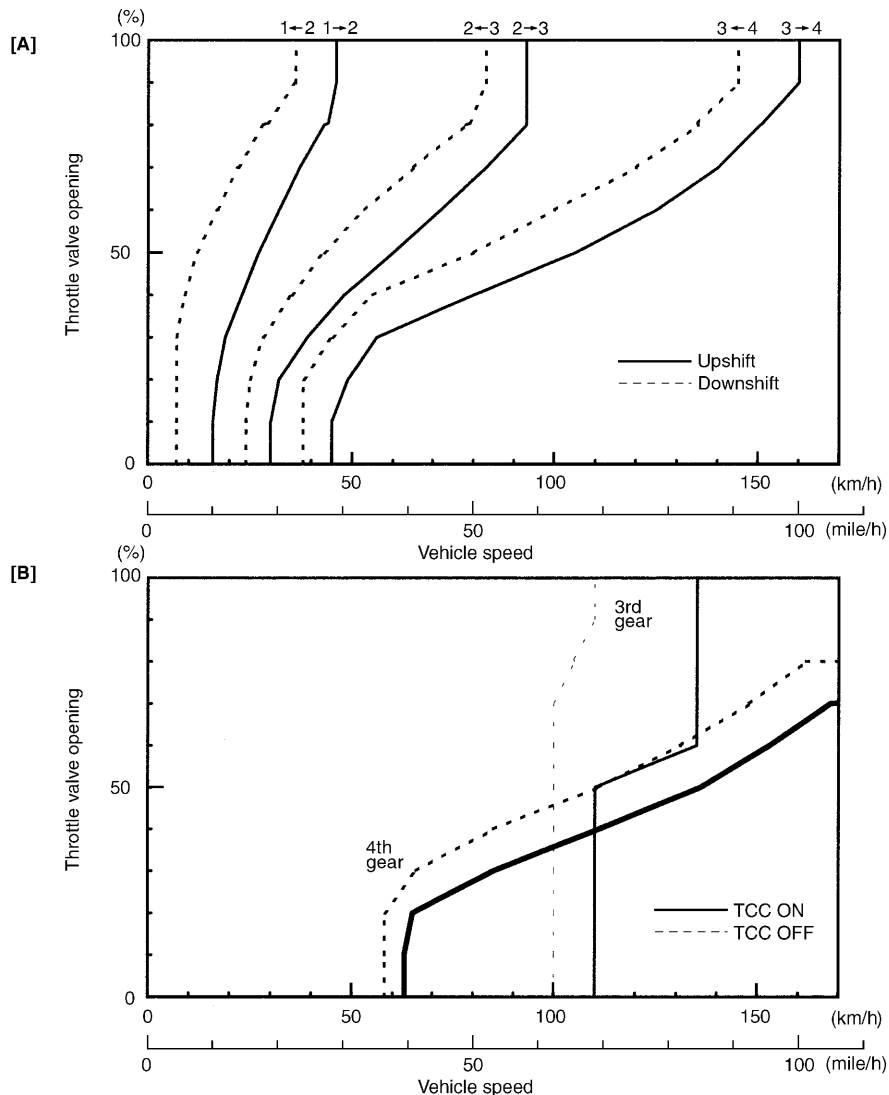 (%)
[A]
100
1←2 1→2 2←3 2→3 3←4 3→4
Throttle valve opening
50
Upshift
Downshift
0
0 50 100 (km/h)
0 50 100 (mile/h)
Vehicle speed
(%)
[B]
100
3rd
gear
Throttle valve opening
50
4th
gear
TCC ON
TCC OFF
0
0 50 100 150 (km/h)
0 50 100 (mile/h)
Vehicle speed